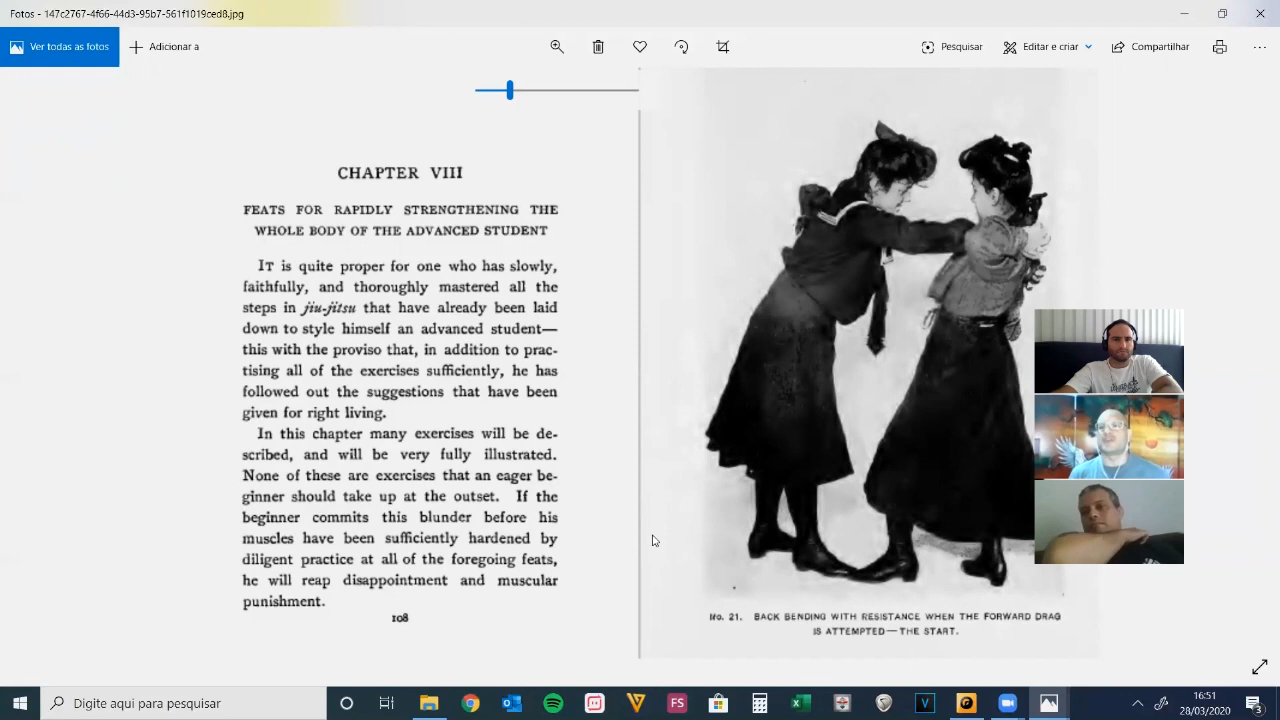 Fotos - 147c2767-4f66-44d3-95b7-561f1019ced8.jpg
Ver todas as fotos
Adicionar a
Pesquisar
Editar e criar
Compartilhar
CHAPTER VIII
FEATS FOR RAPIDLY STRENGTHENING THE
WHOLE BODY OF THE ADVANCED STUDENT
IT is quite proper for one who has slowly,
faithfully, and thoroughly mastered all the
steps in jiu-jitsu that have already been laid
down to style himself an advanced student—
this with the proviso that, in addition to prac-
tising all of the exercises sufficiently, he has
followed out the suggestions that have been
given for right living.
In this chapter many exercises will be de-
scribed, and will be very fully illustrated.
None of these are exercises that an eager be-
ginner should take up at the outset. If the
beginner commits this blunder before his
muscles have been sufficiently hardened by
diligent practice at all of the foregoing feats,
he will reap disappointment and muscular
punishment.
108
No. 21. BACK BENDING WITH RESISTANCE WHEN THE FORWARD DRAG
IS ATTEMPTED—THE START.
Digite aqui para pesquisar
FS
V
16:51
28/03/2020